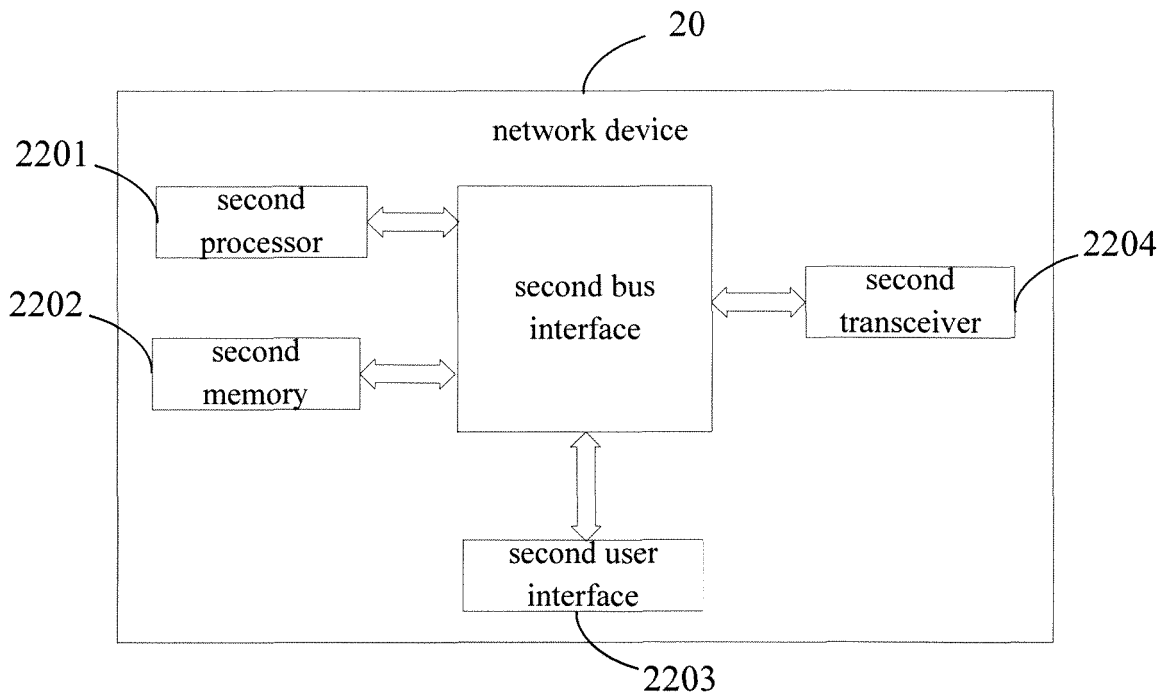 20
network device
2201
second
processor
second bus
interface
2204
second
transceiver
2202
second
memory
second user
interface
2203